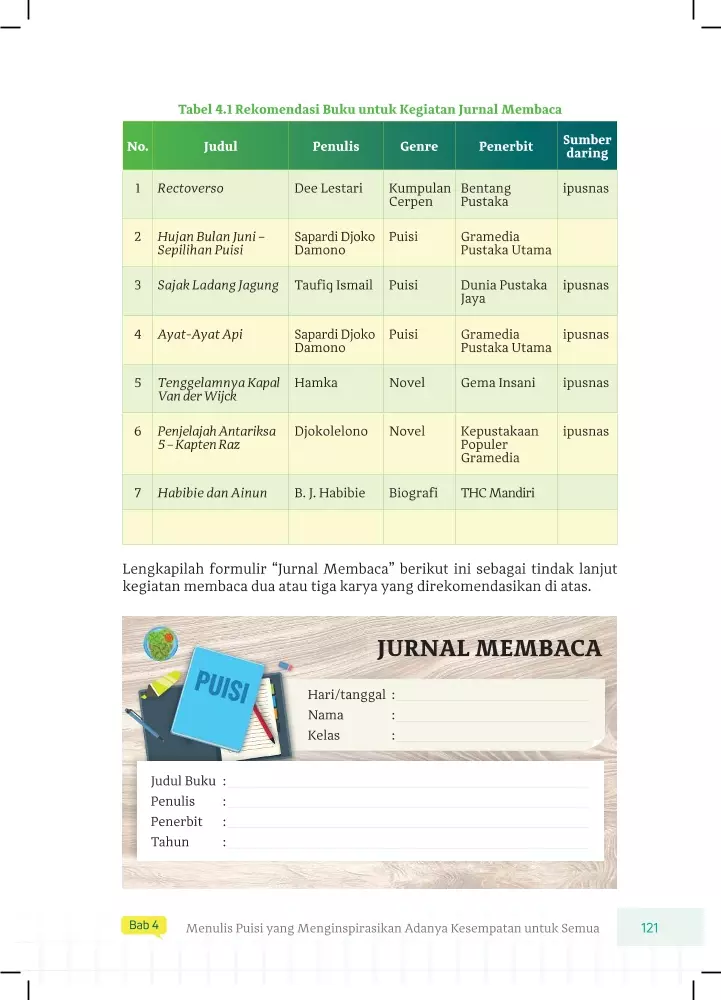 Tabel 4.1 Rekomendasi Buku untuk Kegiatan Jurnal Membaca
No. Judul Penulis Genre Penerbit Sumber daring
1 Rectoverso Dee Lestari Kumpulan Cerpen Bentang Pustaka ipusnas
2 Hujan Bulan Juni – Sepilihan Puisi Sapardi Djoko Damono Puisi Gramedia Pustaka Utama
3 Sajak Ladang Jagung Taufiq Ismail Puisi Dunia Pustaka Jaya ipusnas
4 Ayat-Ayat Api Sapardi Djoko Damono Puisi Gramedia Pustaka Utama ipusnas
5 Tenggelamnya Kapal Van der Wijck Hamka Novel Gema Insani ipusnas
6 Penjelajah Antariksa 5 – Kapten Raz Djokolelono Novel Kepustakaan Populer Gramedia ipusnas
7 Habibie dan Ainun B. J. Habibie Biografi THC Mandiri
Lengkapilah formulir “Jurnal Membaca” berikut ini sebagai tindak lanjut
kegiatan membaca dua atau tiga karya yang direkomendasikan di atas.
JURNAL MEMBACA
PUISI
Hari/tanggal :
Nama :
Kelas :
Judul Buku :
Penulis :
Penerbit :
Tahun :
Bab 4 Menulis Puisi yang Menginspirasikan Adanya Kesempatan untuk Semua 121